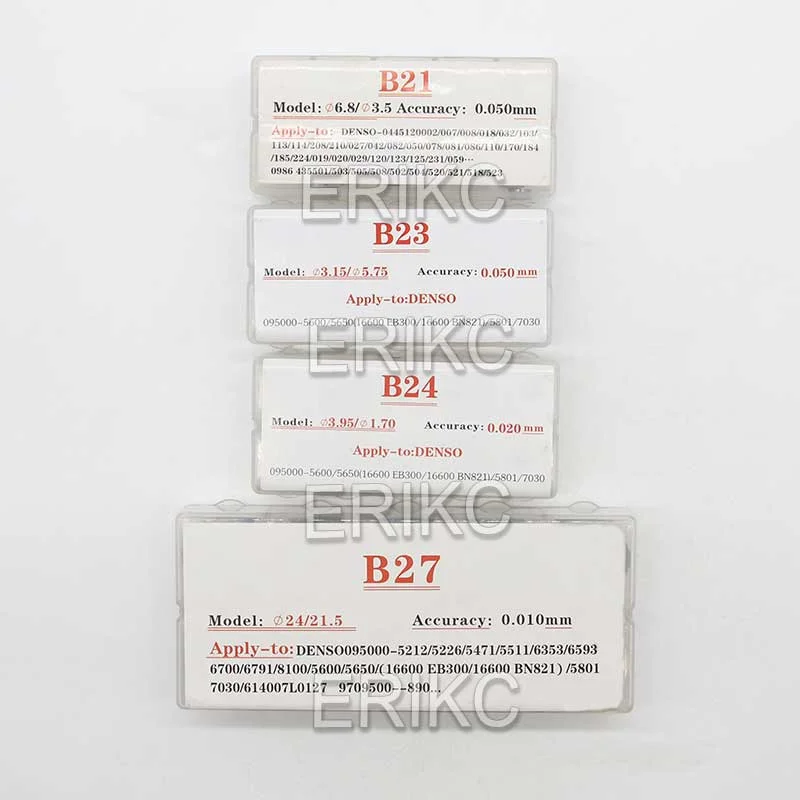 B21
Model: ∅6.8/∅3.5 Accuracy: 0.050mm
Apply-to: DENSO-0445120002/007/008/018/032/103/
113/114/208/210/027/042/082/050/078/081/086/110/170/184
/185/224/019/020/029/120/123/125/231/059···
0986 435501/503/505/508/502/504/520/521/518/523
ERIKC
B23
Model: ∅3.15/∅5.75 Accuracy: 0.050 mm
Apply-to:DENSO
095000-5600/5650(16600 EB300/16600 BN821)/5801/7030
ERIKC
B24
Model: ∅3.95/∅1.70 Accuracy: 0.020 mm
Apply-to:DENSO
095000-5600/5650(16600 EB300/16600 BN821)/5801/7030
ERIKC
B27
Model: ∅24/21.5 Accuracy: 0.010mm
Apply-to: DENSO095000-5212/5226/5471/5511/6353/6593
6700/6791/8100/5600/5650/(16600 EB300/16600 BN821) /5801
7030/614007L0127 9709500--890...
ERIKC